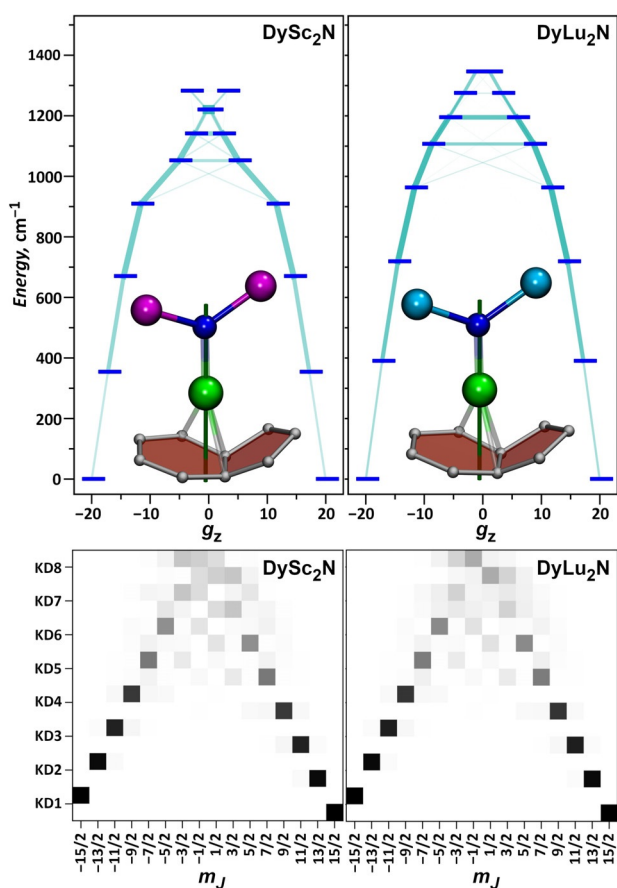 DySc₂N
DyLu₂N
Energy, cm⁻¹
1400
1200
1000
800
600
400
200
0
−20 −10 0 10 20
−20 −10 0 10 20
g_z
g_z
DySc₂N
DyLu₂N
KD8
KD7
KD6
KD5
KD4
KD3
KD2
KD1
−15/2 −13/2 −11/2 −9/2 −7/2 −5/2 −3/2 −1/2 1/2 3/2 5/2 7/2 9/2 11/2 13/2 15/2
−15/2 −13/2 −11/2 −9/2 −7/2 −5/2 −3/2 −1/2 1/2 3/2 5/2 7/2 9/2 11/2 13/2 15/2
m_J
m_J